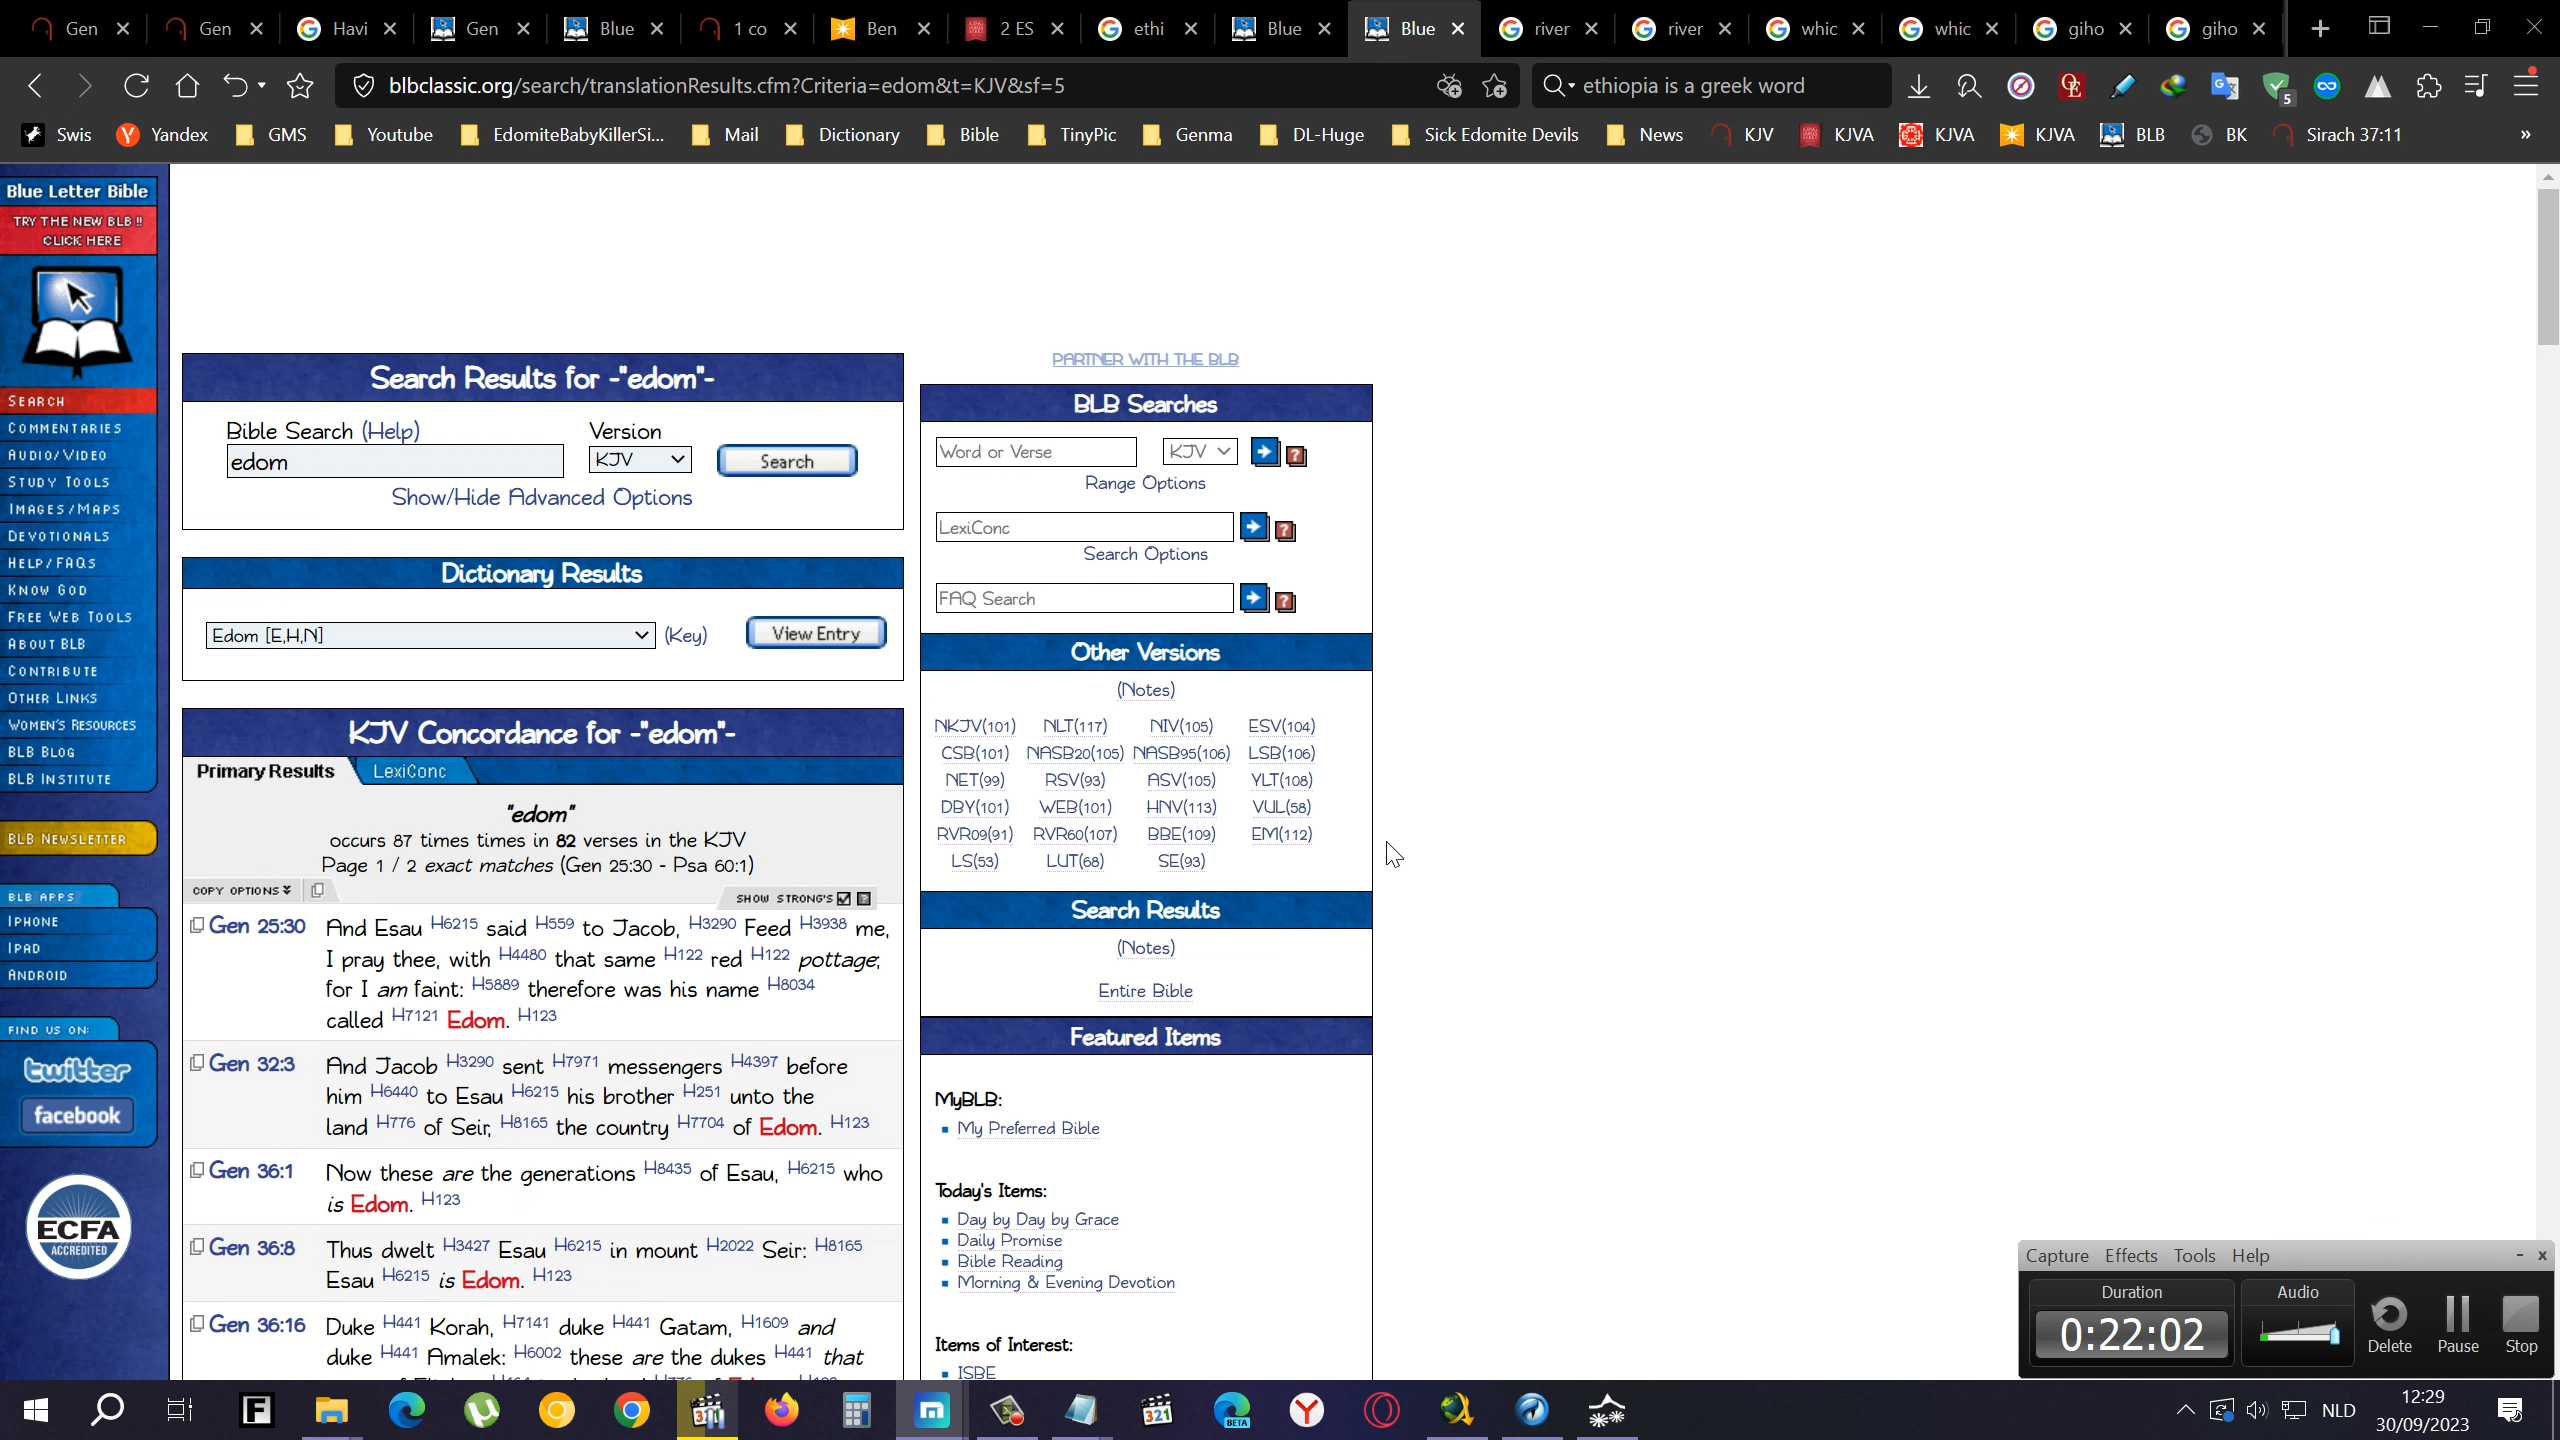 Gen
Gen
Havi
Gen
Blue
1 co
Ben
2 ES
ethi
Blue
Blue
river
river
whic
whic
giho
giho
blbclassic.org/search/translationResults.cfm?Criteria=edom&t=KJV&sf=5
ethiopia is a greek word
5
Swis
Yandex
GMS
Youtube
EdomiteBabyKillerSi...
Mail
Dictionary
Bible
TinyPic
Genma
DL-Huge
Sick Edomite Devils
News
KJV
KJVA
KJVA
KJVA
BLB
BK
Sirach 37:11
»
Blue Letter Bible
TRY THE NEW BLB !!
CLICK HERE
SEARCH
COMMENTARIES
AUDIO/VIDEO
STUDY TOOLS
IMAGES/MAPS
DEVOTIONALS
HELP/FAQS
KNOW GOD
FREE WEB TOOLS
ABOUT BLB
CONTRIBUTE
OTHER LINKS
WOMEN'S RESOURCES
BLB BLOG
BLB INSTITUTE
BLB NEWSLETTER
BLB APPS
IPHONE
IPAD
ANDROID
FIND US ON:
twitter
facebook
ECFA
ACCREDITED
Search Results for -"edom"-
Bible Search (Help)
Version
edom
KJV
Search
Show/Hide Advanced Options
Dictionary Results
Edom [E,H,N]
(Key)
View Entry
KJV Concordance for -"edom"-
Primary Results
LexiConc
"edom"
occurs 87 times times in 82 verses in the KJV
Page 1 / 2 exact matches (Gen 25:30 - Psa 60:1)
COPY OPTIONS
SHOW STRONG'S
Gen 25:30 And Esau H6215 said H559 to Jacob, H3290 Feed H3938 me,
I pray thee, with H4480 that same H122 red H122 pottage;
for I am faint: H5889 therefore was his name H8034
called H7121 Edom. H123
Gen 32:3 And Jacob H3290 sent H7971 messengers H4397 before
him H6440 to Esau H6215 his brother H251 unto the
land H776 of Seir, H8165 the country H7704 of Edom. H123
Gen 36:1 Now these are the generations H8435 of Esau, H6215 who
is Edom. H123
Gen 36:8 Thus dwelt H3427 Esau H6215 in mount H2022 Seir: H8165
Esau H6215 is Edom. H123
Gen 36:16 Duke H441 Korah, H7141 duke H441 Gatam, H1609 and
duke H441 Amalek: H6002 these are the dukes H441 that
PARTNER WITH THE BLB
BLB Searches
Word or Verse
KJV
Range Options
LexiConc
Search Options
FAQ Search
Other Versions
(Notes)
NKJV(101) NLT(117) NIV(105) ESV(104)
CSB(101) NASB20(105) NASB95(106) LSB(106)
NET(99) RSV(93) ASV(105) YLT(108)
DBY(101) WEB(101) HNV(113) VUL(58)
RVR09(91) RVR60(107) BBE(109) EM(112)
LS(53) LUT(68) SE(93)
Search Results
(Notes)
Entire Bible
Featured Items
MyBLB:
My Preferred Bible
Today's Items:
Day by Day by Grace
Daily Promise
Bible Reading
Morning & Evening Devotion
Items of Interest:
ISBE
Capture Effects Tools Help
Duration
Audio
0:22:02
Delete
Pause
Stop
321
BETA
NLD
12:29
30/09/2023